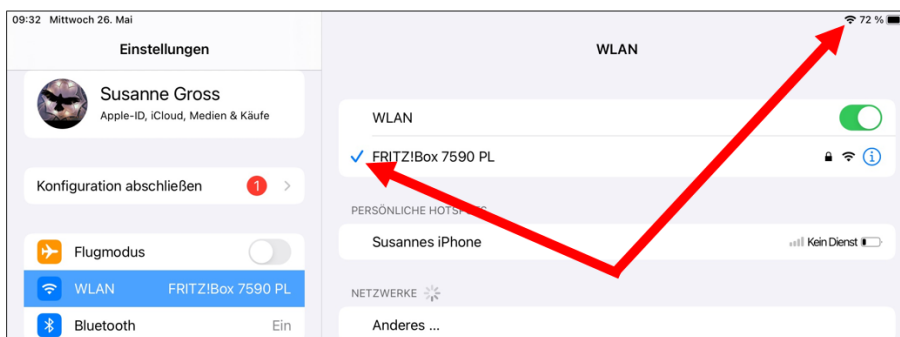 09:32 Mittwoch 26. Mai
72 %
Einstellungen
Susanne Gross
Apple-ID, iCloud, Medien & Käufe
Konfiguration abschließen 1
Flugmodus
WLAN FRITZ!Box 7590 PL
Bluetooth Ein
WLAN
WLAN
FRITZ!Box 7590 PL
PERSÖNLICHE HOTSPOTS
Susannes iPhone Kein Dienst
NETZWERKE
Anderes ...